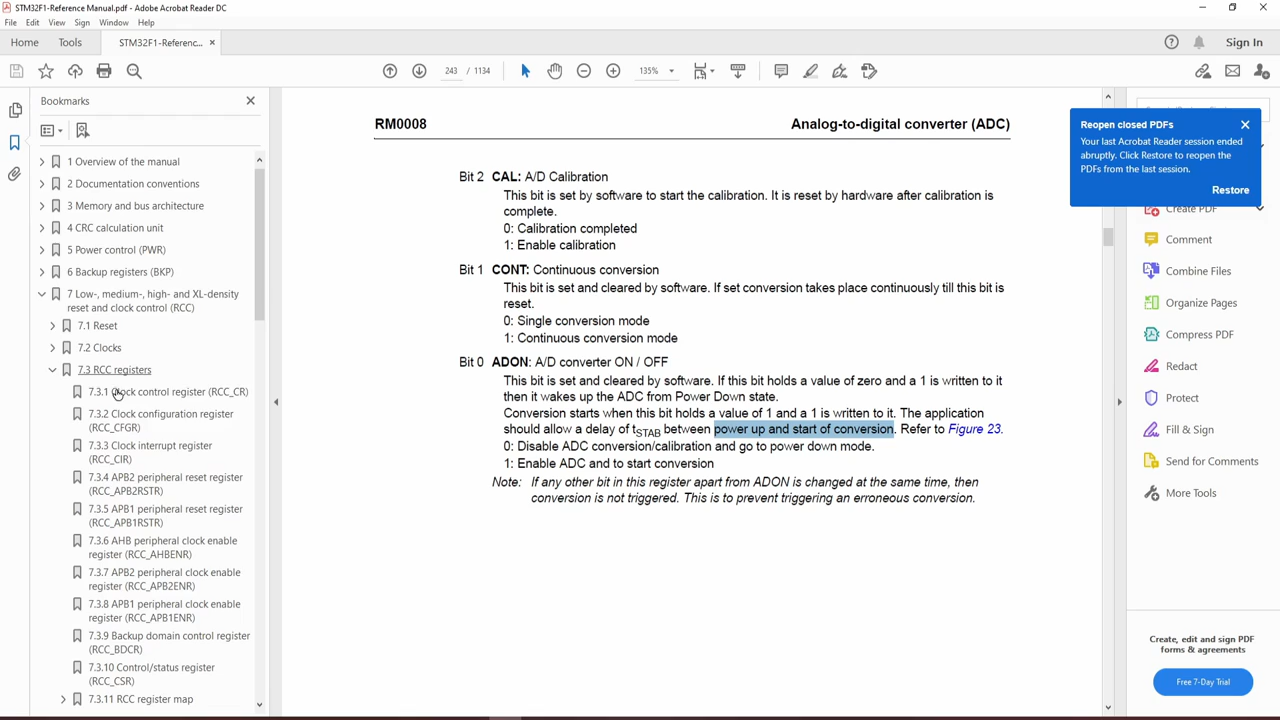 STM32F1-Reference Manual.pdf - Adobe Acrobat Reader DC
File Edit View Sign Window Help
Home Tools STM32F1-Referenc... ×
Sign In
243 / 1134
135%
Bookmarks
1 Overview of the manual
2 Documentation conventions
3 Memory and bus architecture
4 CRC calculation unit
5 Power control (PWR)
6 Backup registers (BKP)
7 Low-, medium-, high- and XL-density
reset and clock control (RCC)
7.1 Reset
7.2 Clocks
7.3 RCC registers
7.3.1 Clock control register (RCC_CR)
7.3.2 Clock configuration register
(RCC_CFGR)
7.3.3 Clock interrupt register
(RCC_CIR)
7.3.4 APB2 peripheral reset register
(RCC_APB2RSTR)
7.3.5 APB1 peripheral reset register
(RCC_APB1RSTR)
7.3.6 AHB peripheral clock enable
register (RCC_AHBENR)
7.3.7 APB2 peripheral clock enable
register (RCC_APB2ENR)
7.3.8 APB1 peripheral clock enable
register (RCC_APB1ENR)
7.3.9 Backup domain control register
(RCC_BDCR)
7.3.10 Control/status register
(RCC_CSR)
7.3.11 RCC register map
RM0008 Analog-to-digital converter (ADC)
Bit 2 CAL: A/D Calibration
This bit is set by software to start the calibration. It is reset by hardware after calibration is
complete.
0: Calibration completed
1: Enable calibration
Bit 1 CONT: Continuous conversion
This bit is set and cleared by software. If set conversion takes place continuously till this bit is
reset.
0: Single conversion mode
1: Continuous conversion mode
Bit 0 ADON: A/D converter ON / OFF
This bit is set and cleared by software. If this bit holds a value of zero and a 1 is written to it
then it wakes up the ADC from Power Down state.
Conversion starts when this bit holds a value of 1 and a 1 is written to it. The application
should allow a delay of tSTAB between power up and start of conversion. Refer to Figure 23.
0: Disable ADC conversion/calibration and go to power down mode.
1: Enable ADC and to start conversion
Note: If any other bit in this register apart from ADON is changed at the same time, then
conversion is not triggered. This is to prevent triggering an erroneous conversion.
Reopen closed PDFs
Your last Acrobat Reader session ended
abruptly. Click Restore to reopen the
PDFs from the last session.
Restore
Create PDF
Comment
Combine Files
Organize Pages
Compress PDF
Redact
Protect
Fill & Sign
Send for Comments
More Tools
Create, edit and sign PDF
forms & agreements
Free 7-Day Trial